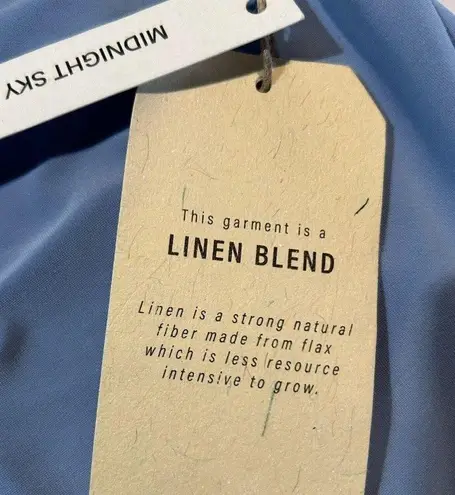 MIDNIGHT SKY
This garment is a
LINEN BLEND
Linen is a strong natural
fiber made from flax
which is less resource
intensive to grow.